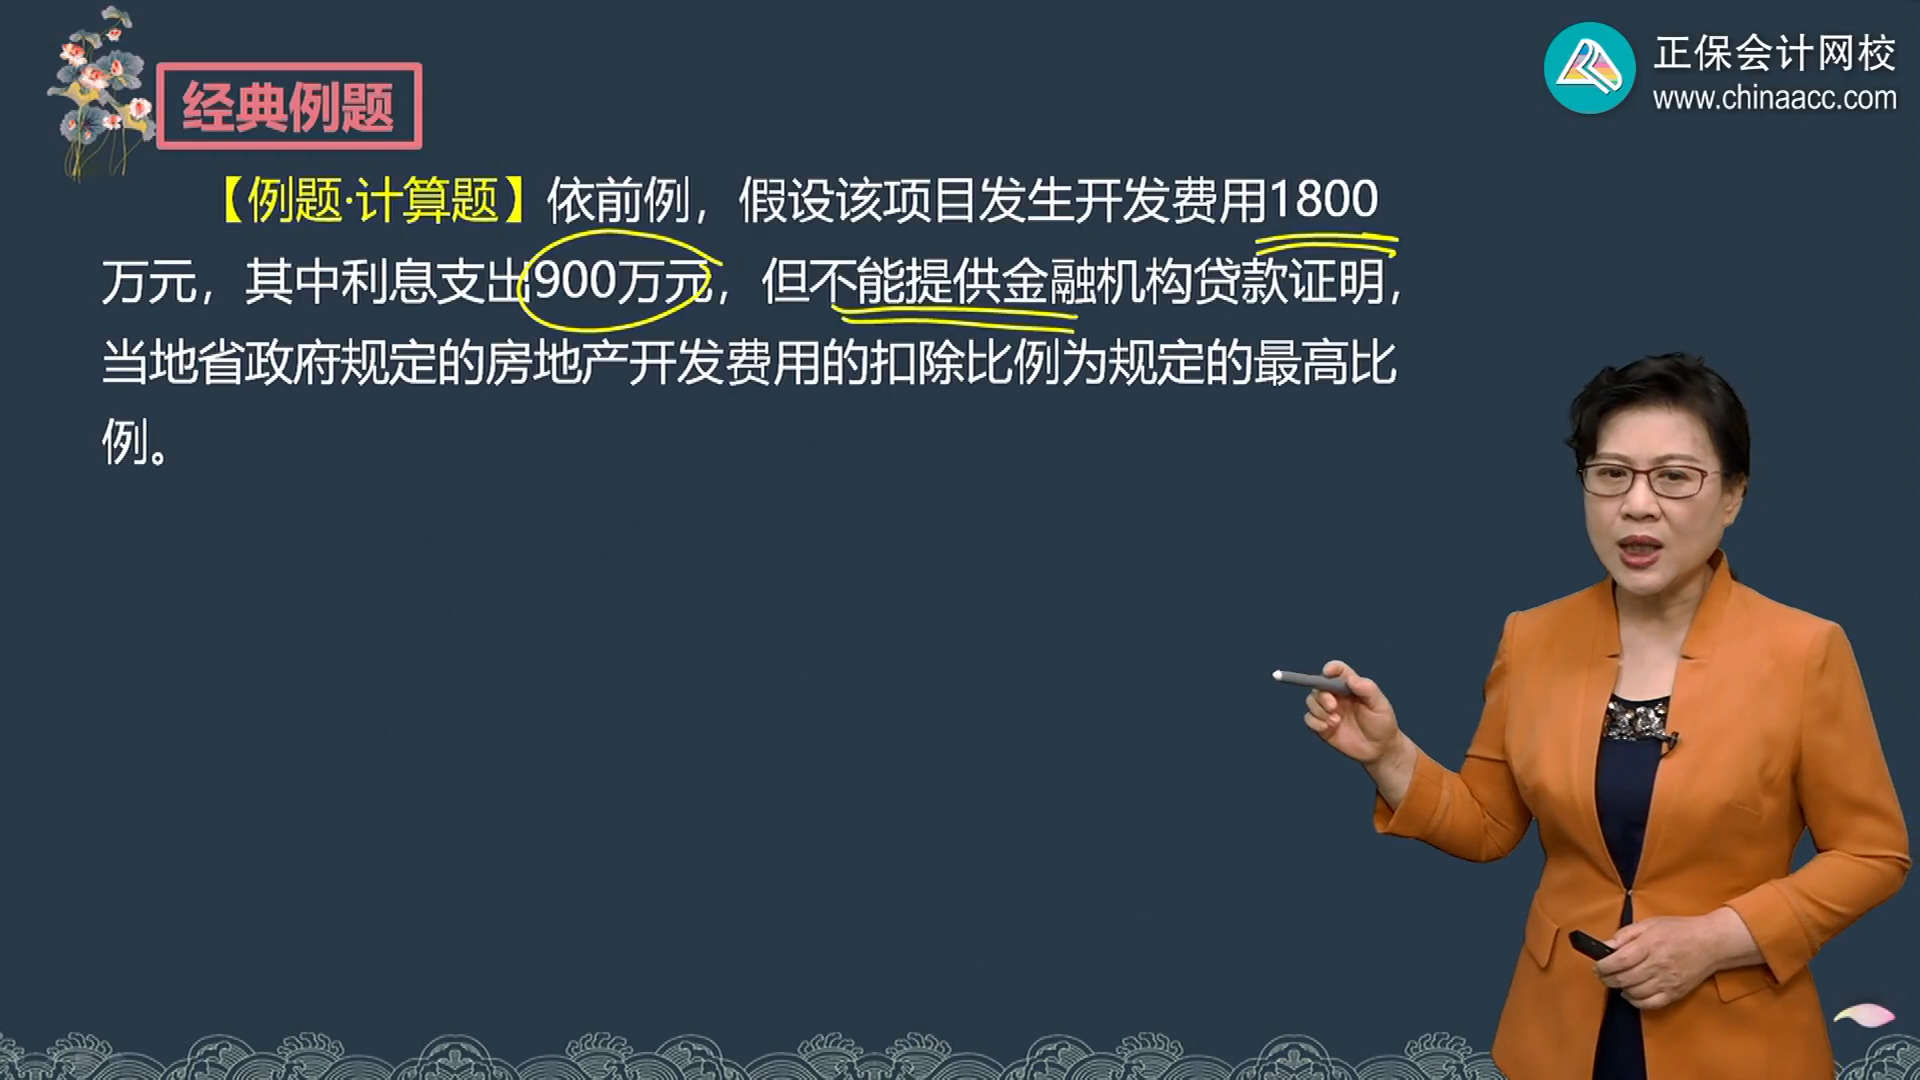 正保会计网校
www.chinaacc.com
经典例题
【例题·计算题】依前例，假设该项目发生开发费用1800
万元，其中利息支出900万元，但不能提供金融机构贷款证明，
当地省政府规定的房地产开发费用的扣除比例为规定的最高比
例。